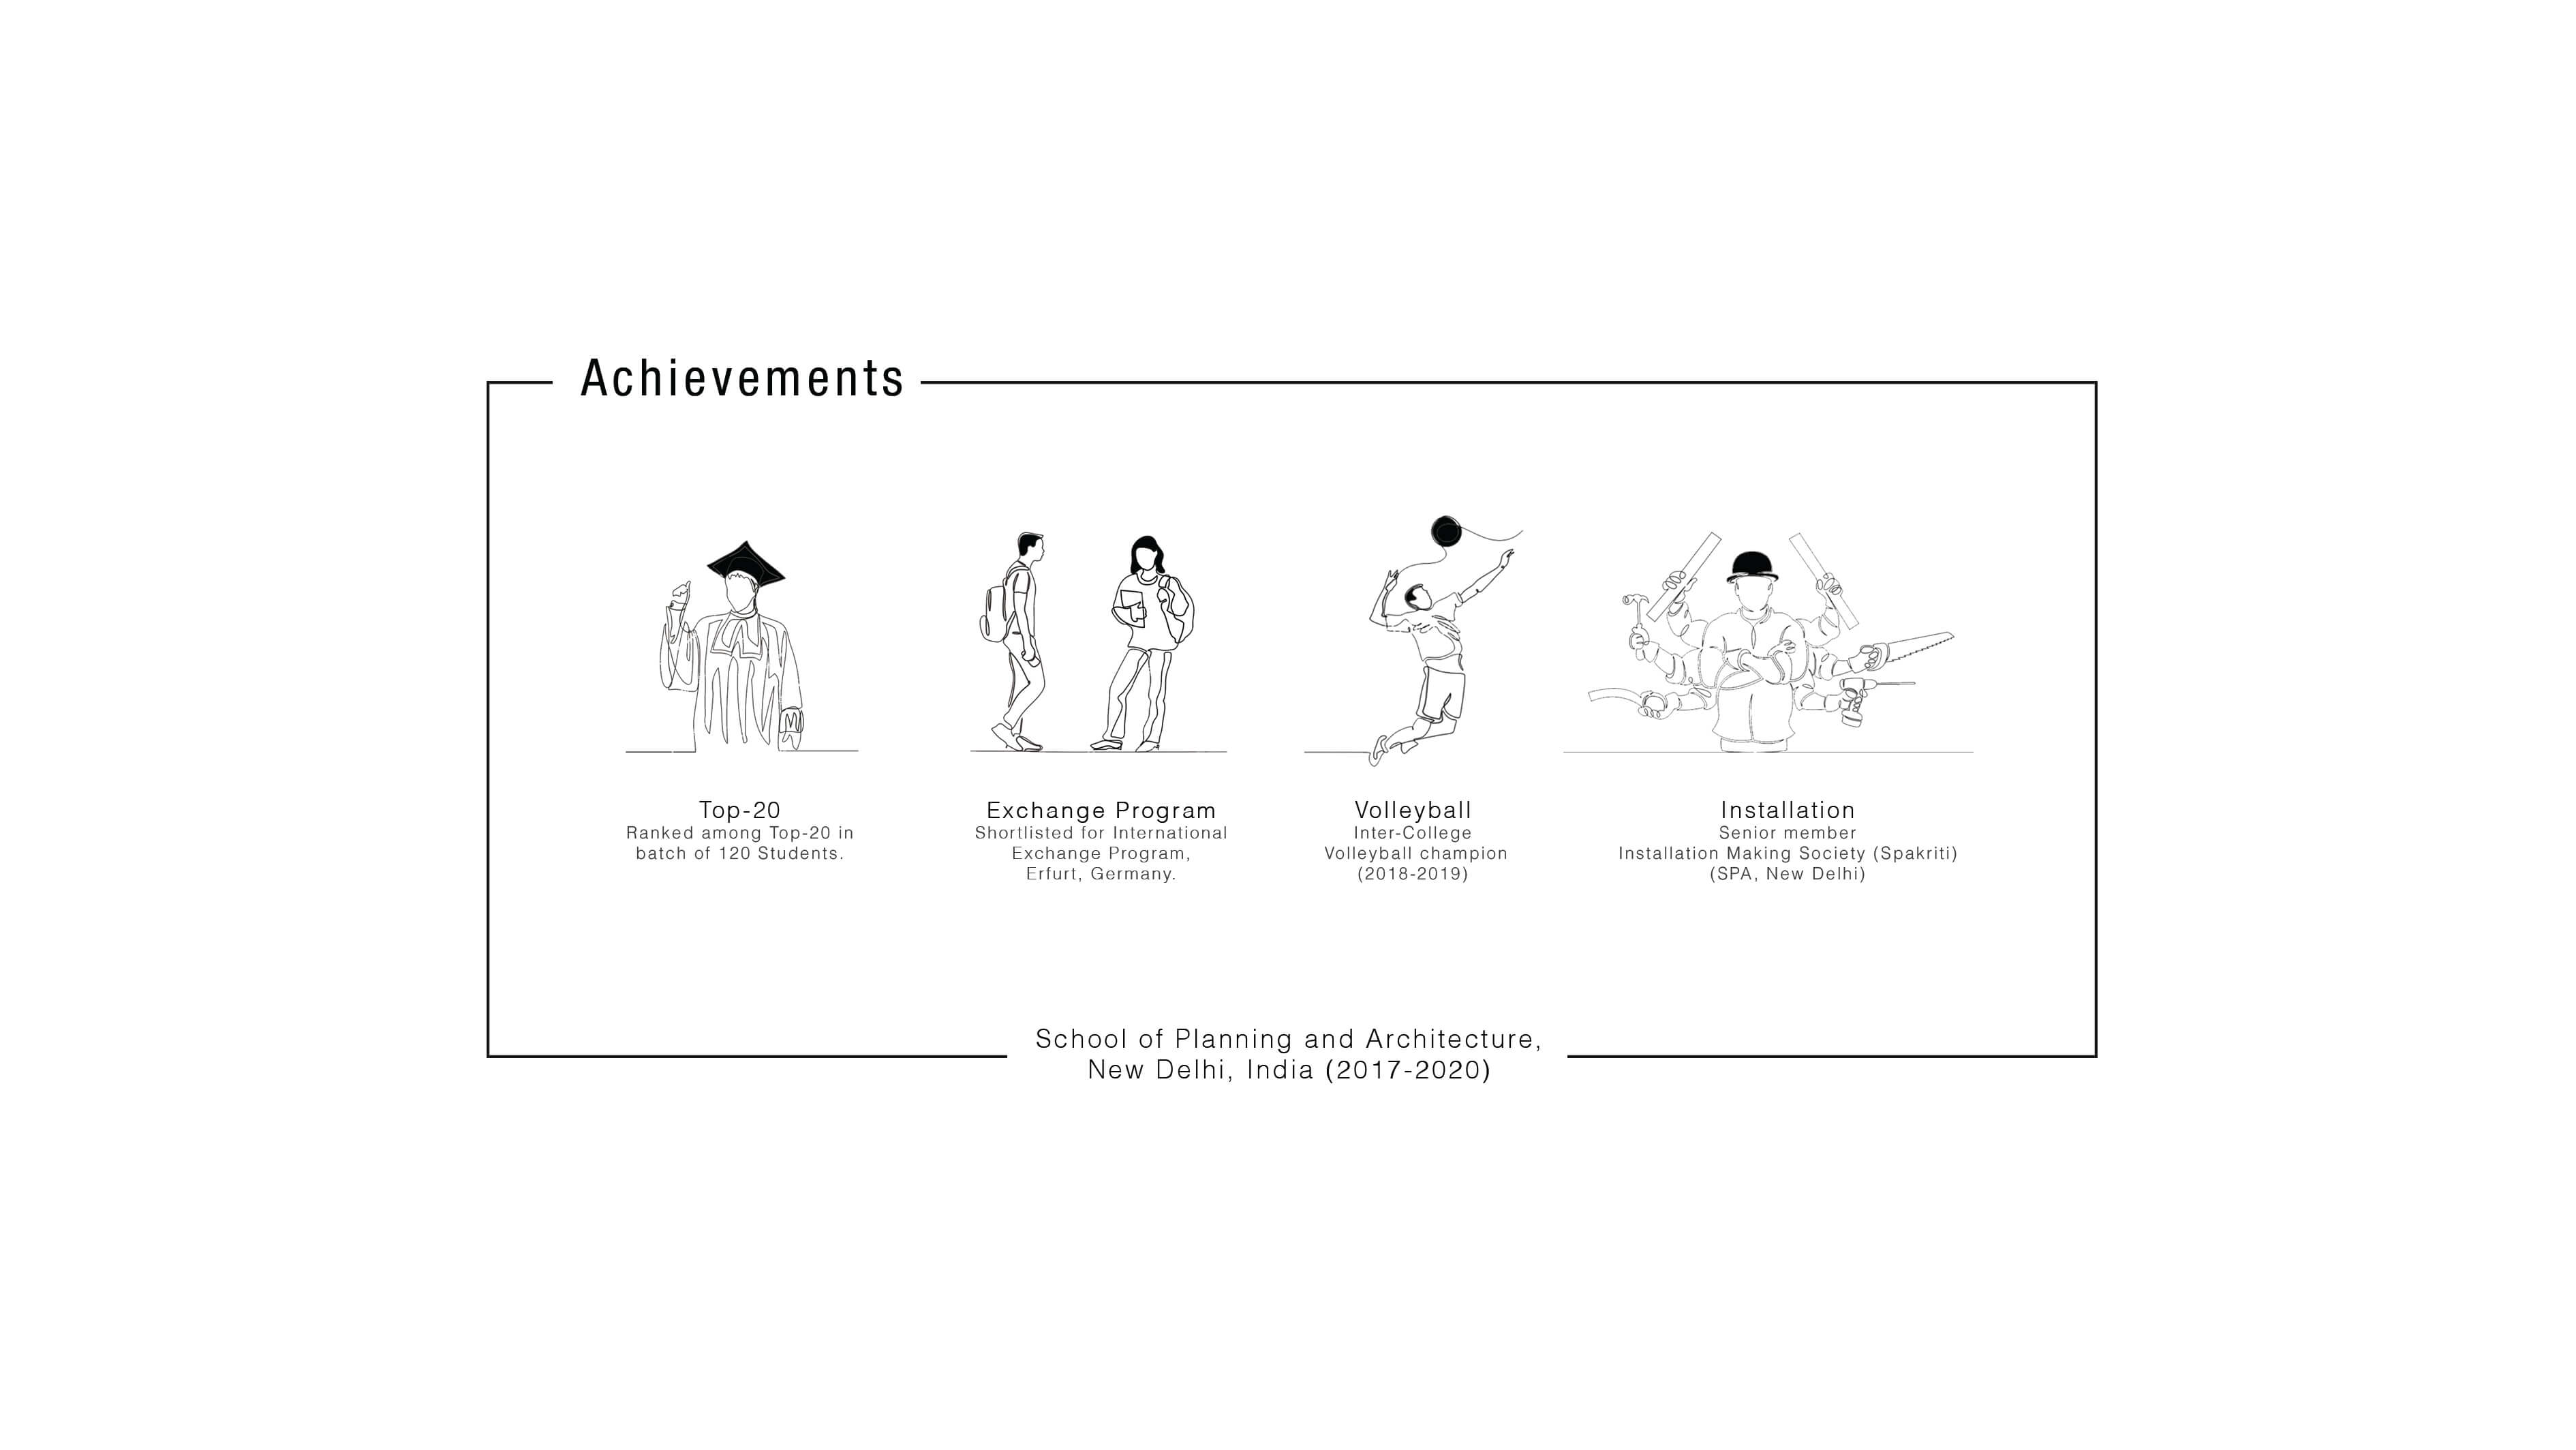 Achievements
Top-20
Ranked among Top-20 in
batch of 120 Students.
Exchange Program
Shortlisted for International
Exchange Program,
Erfurt, Germany.
Volleyball
Inter-College
Volleyball champion
(2018-2019)
Installation
Senior member
Installation Making Society (Spakriti)
(SPA, New Delhi)
School of Planning and Architecture,
New Delhi, India (2017-2020)